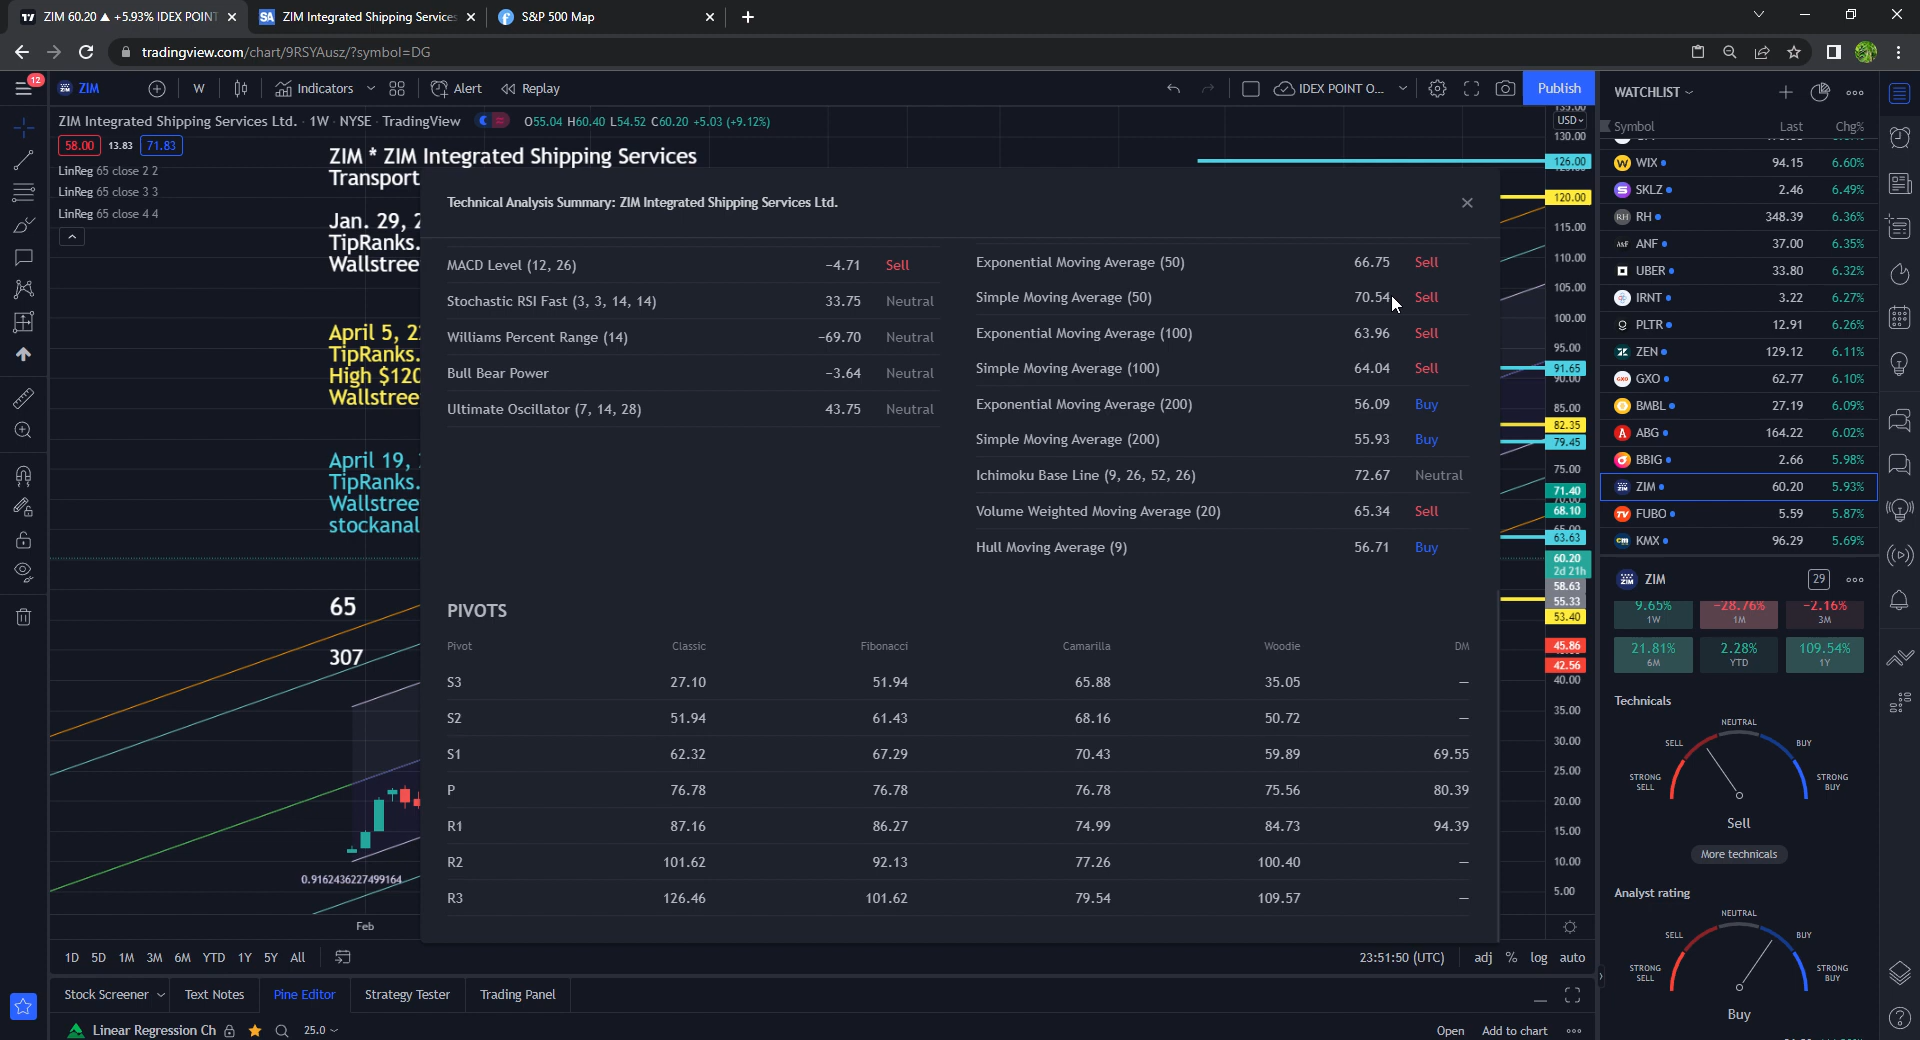 ZIM 60.20 ▲ +5.93% IDEX POINT
SA ZIM Integrated Shipping Services
S&P 500 Map
tradingview.com/chart/9RSYAusz/?symbol=DG
12
ZIM
W
Indicators
Alert
Replay
IDEX POINT O...
Publish
ZIM Integrated Shipping Services Ltd. · 1W · NYSE · TradingView
O55.04 H60.40 L54.52 C60.20 +5.03 (+9.12%)
58.00 13.83 71.83
LinReg 65 close 2 2
LinReg 65 close 3 3
LinReg 65 close 4 4
ZIM * ZIM Integrated Shipping Services
Transport
Jan. 29, 2
TipRanks.
Wallstree
April 5, 2
TipRanks.
High $120
Wallstree
April 19,
TipRanks.
Wallstree
stockanal
65
307
0.9162436227499164
Feb
Technical Analysis Summary: ZIM Integrated Shipping Services Ltd.
MACD Level (12, 26) −4.71 Sell
Stochastic RSI Fast (3, 3, 14, 14) 33.75 Neutral
Williams Percent Range (14) −69.70 Neutral
Bull Bear Power −3.64 Neutral
Ultimate Oscillator (7, 14, 28) 43.75 Neutral
Exponential Moving Average (50) 66.75 Sell
Simple Moving Average (50) 70.54 Sell
Exponential Moving Average (100) 63.96 Sell
Simple Moving Average (100) 64.04 Sell
Exponential Moving Average (200) 56.09 Buy
Simple Moving Average (200) 55.93 Buy
Ichimoku Base Line (9, 26, 52, 26) 72.67 Neutral
Volume Weighted Moving Average (20) 65.34 Sell
Hull Moving Average (9) 56.71 Buy
PIVOTS
Pivot Classic Fibonacci Camarilla Woodie DM
S3 27.10 51.94 65.88 35.05 —
S2 51.94 61.43 68.16 50.72 —
S1 62.32 67.29 70.43 59.89 69.55
P 76.78 76.78 76.78 75.56 80.39
R1 87.16 86.27 74.99 84.73 94.39
R2 101.62 92.13 77.26 100.40 —
R3 126.46 101.62 79.54 109.57 —
USD
130.00
126.00
120.00
115.00
110.00
105.00
100.00
95.00
91.65
90.00
85.00
82.35
79.45
75.00
71.40
68.10
65.00
63.63
60.20
2d 21h
58.63
55.33
53.40
45.86
42.56
40.00
35.00
30.00
25.00
20.00
15.00
10.00
5.00
1D 5D 1M 3M 6M YTD 1Y 5Y All
23:51:50 (UTC)
adj % log auto
Stock Screener
Text Notes
Pine Editor
Strategy Tester
Trading Panel
Linear Regression Ch
25.0
Open
Add to chart
WATCHLIST
Symbol Last Chg%
WIX 94.15 6.60%
SKLZ 2.46 6.49%
RH 348.39 6.36%
ANF 37.00 6.35%
UBER 33.80 6.32%
IRNT 3.22 6.27%
PLTR 12.91 6.26%
ZEN 129.12 6.11%
GXO 62.77 6.10%
BMBL 27.19 6.09%
ABG 164.22 6.02%
BBIG 2.66 5.98%
ZIM 60.20 5.93%
FUBO 5.59 5.87%
KMX 96.29 5.69%
ZIM
29
9.65% −28.76% −2.16%
1W 1M 3M
21.81% 2.28% 109.54%
6M YTD 1Y
Technicals
NEUTRAL
SELL BUY
STRONG SELL STRONG BUY
Sell
More technicals
Analyst rating
NEUTRAL
SELL BUY
STRONG SELL STRONG BUY
Buy